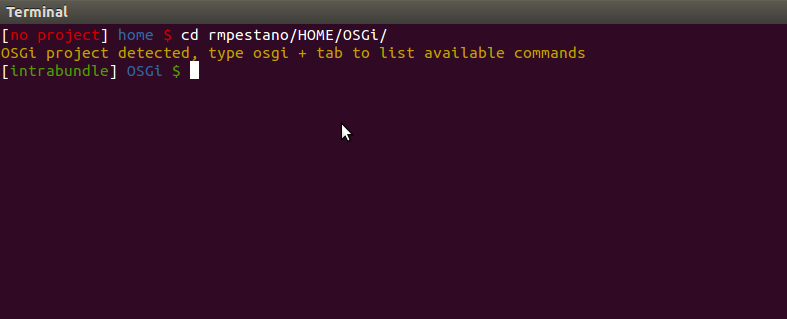 Terminal
[no project] home $ cd rmpestano/HOME/OSGi/
OSGi project detected, type osgi + tab to list available commands
[intrabundle] OSGi $